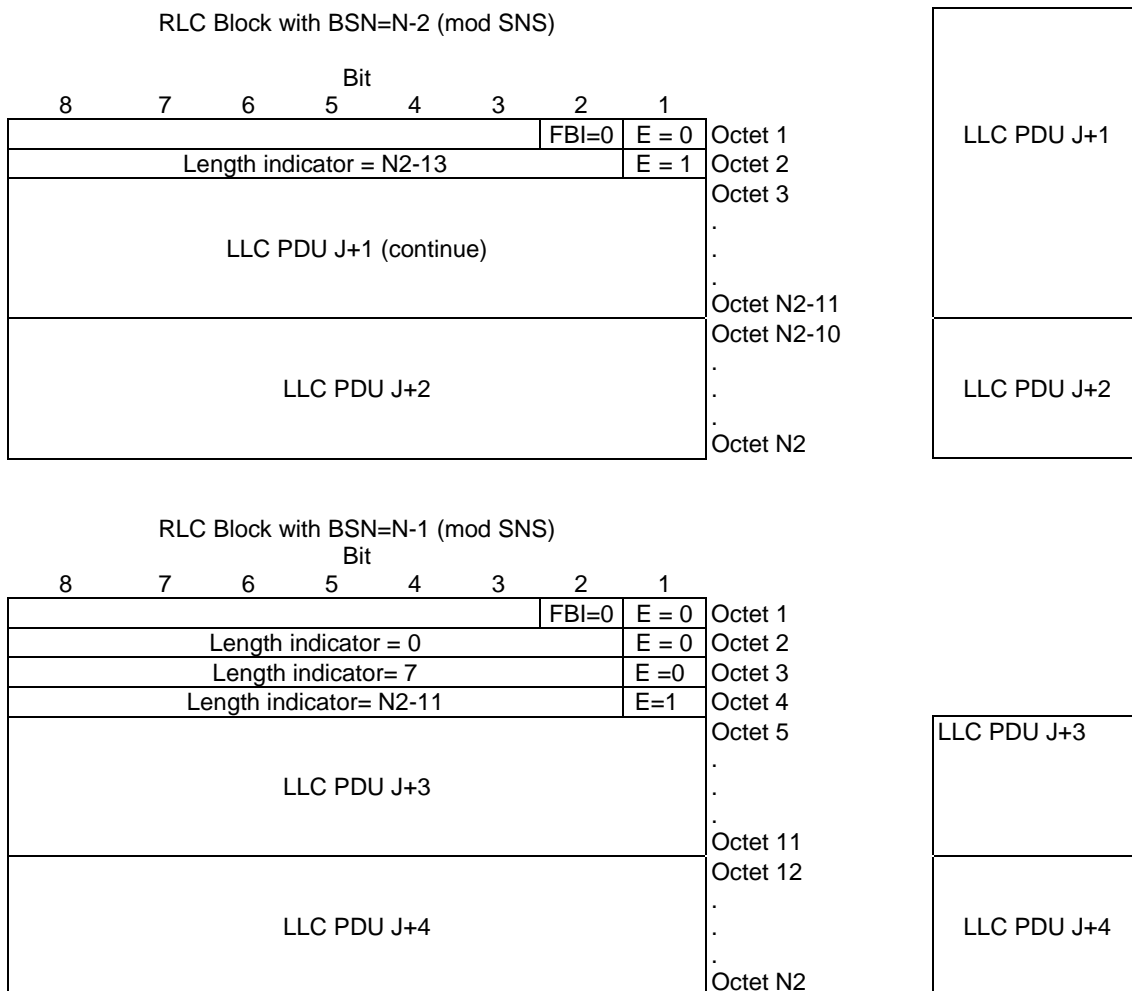 RLC Block with BSN=N-2 (mod SNS)
Bit
8 7 6 5 4 3 2 1
FBI=0 E = 0 Octet 1 LLC PDU J+1
Length indicator = N2-13 E = 1 Octet 2
Octet 3
.
LLC PDU J+1 (continue) .
.
Octet N2-11
Octet N2-10
.
LLC PDU J+2 . LLC PDU J+2
.
Octet N2
RLC Block with BSN=N-1 (mod SNS)
Bit
8 7 6 5 4 3 2 1
FBI=0 E = 0 Octet 1
Length indicator = 0 E = 0 Octet 2
Length indicator= 7 E =0 Octet 3
Length indicator= N2-11 E=1 Octet 4
Octet 5 LLC PDU J+3
.
LLC PDU J+3 .
.
Octet 11
Octet 12
.
LLC PDU J+4 . LLC PDU J+4
.
Octet N2